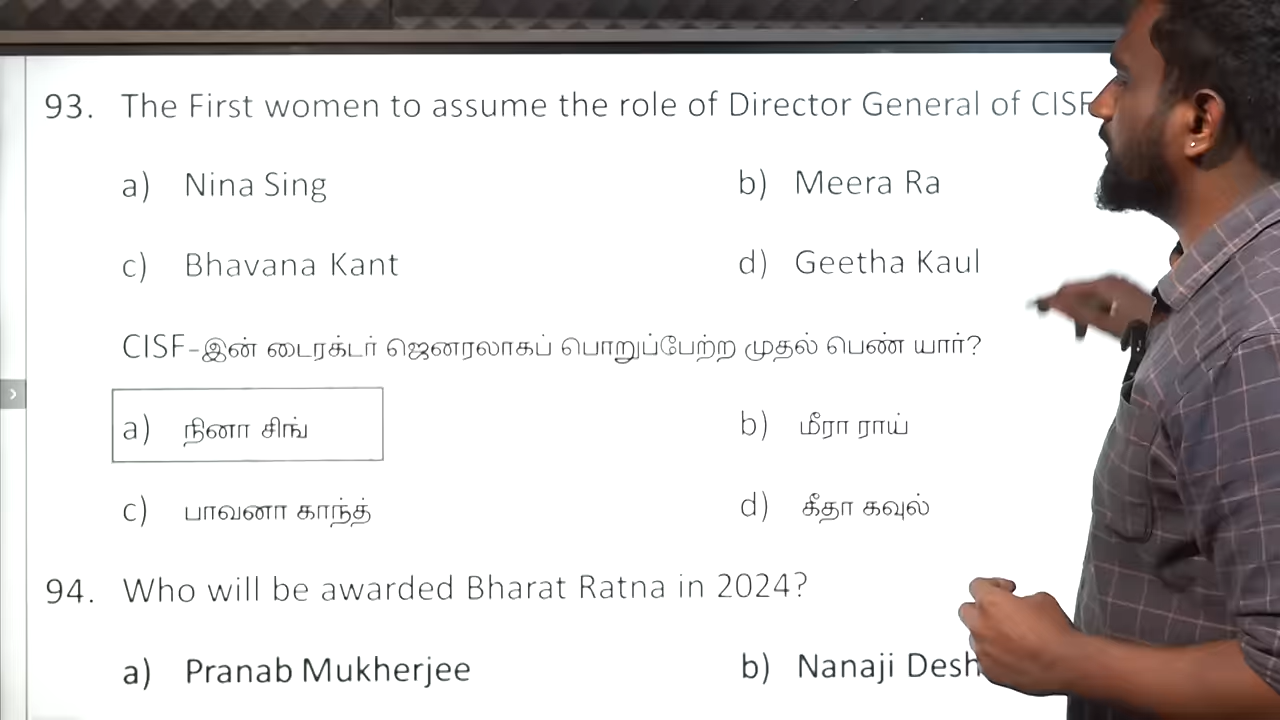 93. The First women to assume the role of Director General of CISF
a) Nina Sing b) Meera Ra
c) Bhavana Kant d) Geetha Kaul
CISF-இன் டைரக்டர் ஜெனரலாகப் பொறுப்பேற்ற முதல் பெண் யார்?
a) நினா சிங் b) மீரா ராய்
c) பாவனா காந்த் d) கீதா கவுல்
94. Who will be awarded Bharat Ratna in 2024?
a) Pranab Mukherjee b) Nanaji